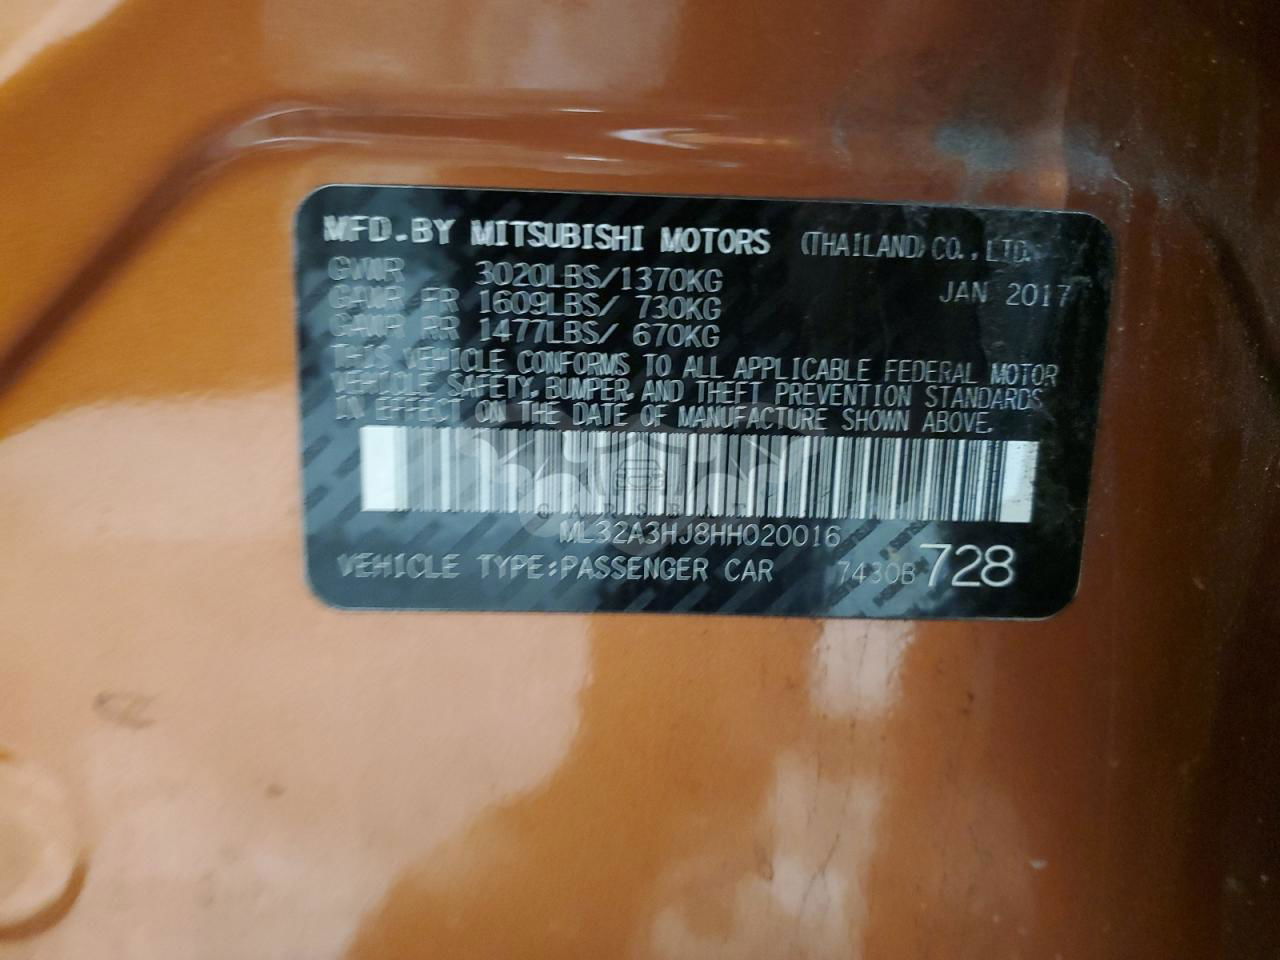 MFD.BY MITSUBISHI MOTORS (THAILAND)CO.,LTD.
GVWR 3020LBS/1370KG JAN 2017
GAWR FR 1609LBS/ 730KG
GAWR RR 1477LBS/ 670KG
THIS VEHICLE CONFORMS TO ALL APPLICABLE FEDERAL MOTOR
VEHICLE SAFETY, BUMPER, AND THEFT PREVENTION STANDARDS
IN EFFECT ON THE DATE OF MANUFACTURE SHOWN ABOVE.
ML32A3HJ8HH020016
VEHICLE TYPE:PASSENGER CAR 7430B 728